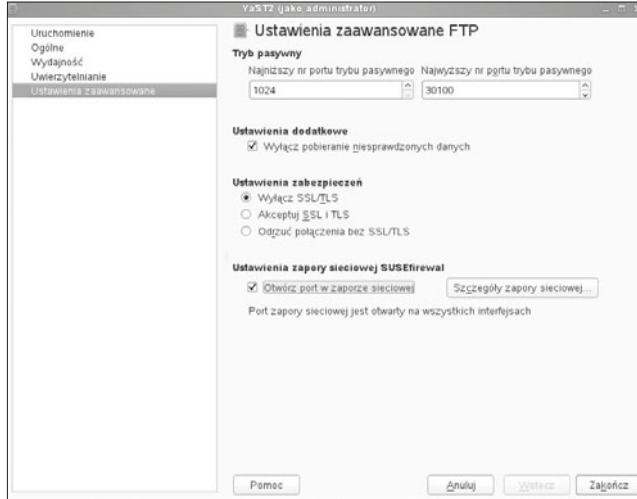 YaST2 (jako administrator)
Uruchomienie
Ogólne
Wydajność
Uwierzytelnianie
Ustawienia zaawansowane
Ustawienia zaawansowane FTP
Tryb pasywny
Najniższy nr portu trybu pasywnego Najwyższy nr portu trybu pasywnego
1024 30100
Ustawienia dodatkowe
Wyłącz pobieranie niesprawdzonych danych
Ustawienia zabezpieczeń
Wyłącz SSL/TLS
Akceptuj SSL i TLS
Odrzuć połączenia bez SSL/TLS
Ustawienia zapory sieciowej SUSEfirewal
Otwórz port w zaporze sieciowej Szczegóły zapory sieciowej...
Port zapory sieciowej jest otwarty na wszystkich interfejsach
Pomoc Anuluj Wstecz Zakończ